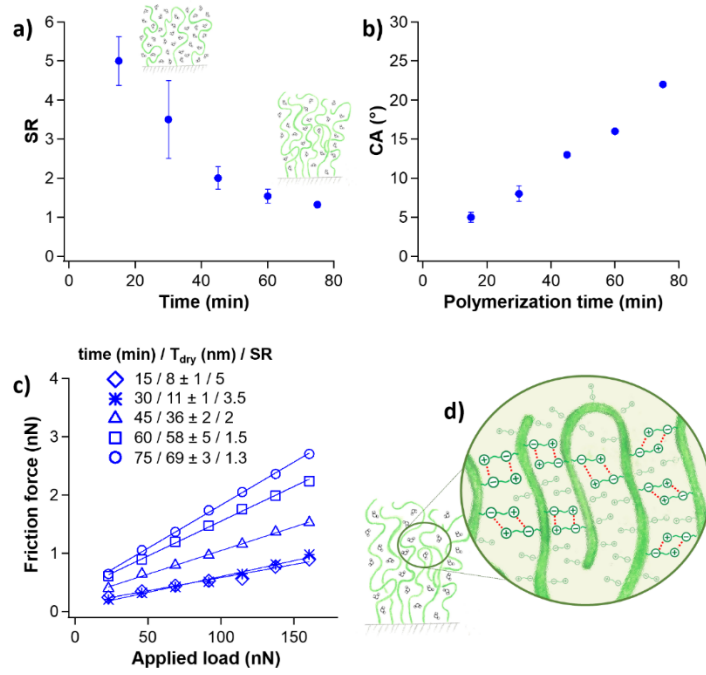 a)
6
5
4
3
2
1
0
SR
0 20 40 60 80
Time (min)
b)
30
25
20
15
10
5
0
CA (°)
0 20 40 60 80
Polymerization time (min)
c)
time (min) / T_dry (nm) / SR
15 / 8 ± 1 / 5
30 / 11 ± 1 / 3.5
45 / 36 ± 2 / 2
60 / 58 ± 5 / 1.5
75 / 69 ± 3 / 1.3
4
3
2
1
0
Friction force (nN)
0 50 100 150
Applied load (nN)
d)